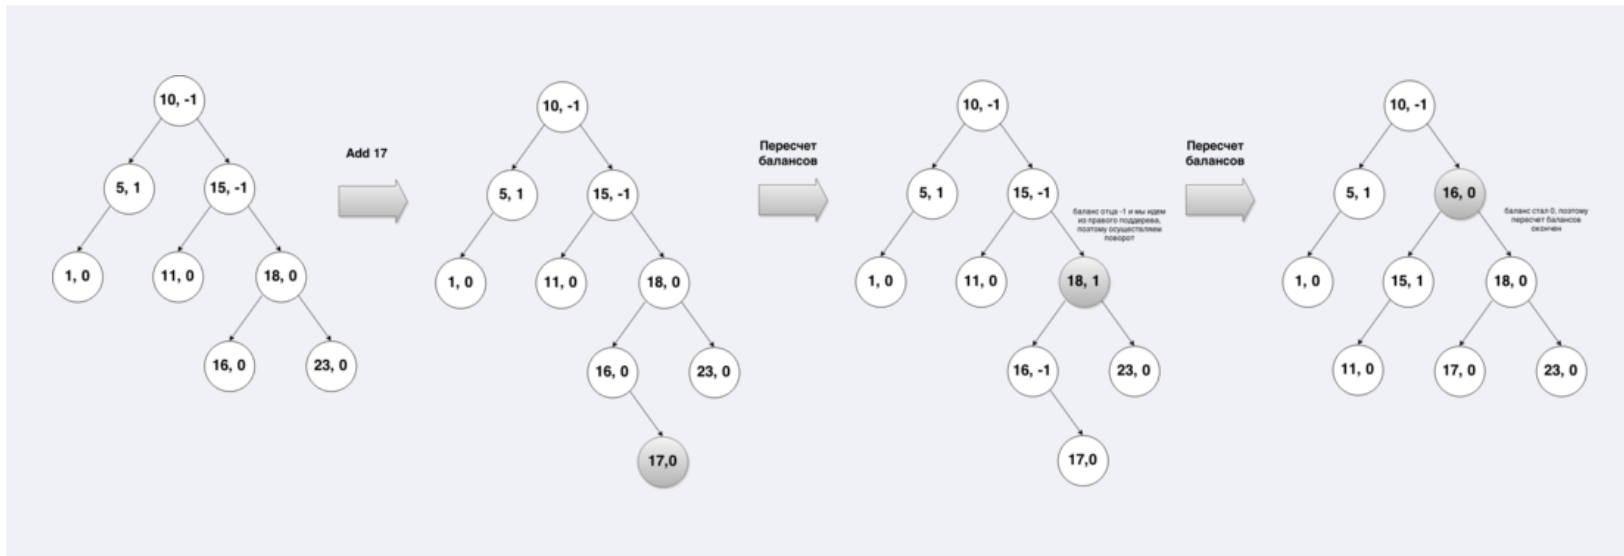 10, -1
5, 1
15, -1
1, 0
11, 0
18, 0
16, 0
23, 0
Add 17
10, -1
5, 1
15, -1
1, 0
11, 0
18, 0
16, 0
23, 0
17,0
Пересчет
балансов
10, -1
5, 1
15, -1
баланс отца -1 и мы идем
из правого поддерева,
поэтому осуществляем
поворот
1, 0
11, 0
18, 1
16, -1
23, 0
17,0
Пересчет
балансов
10, -1
5, 1
16, 0
баланс стал 0, поэтому
пересчет балансов
окончен
1, 0
15, 1
18, 0
11, 0
17, 0
23, 0